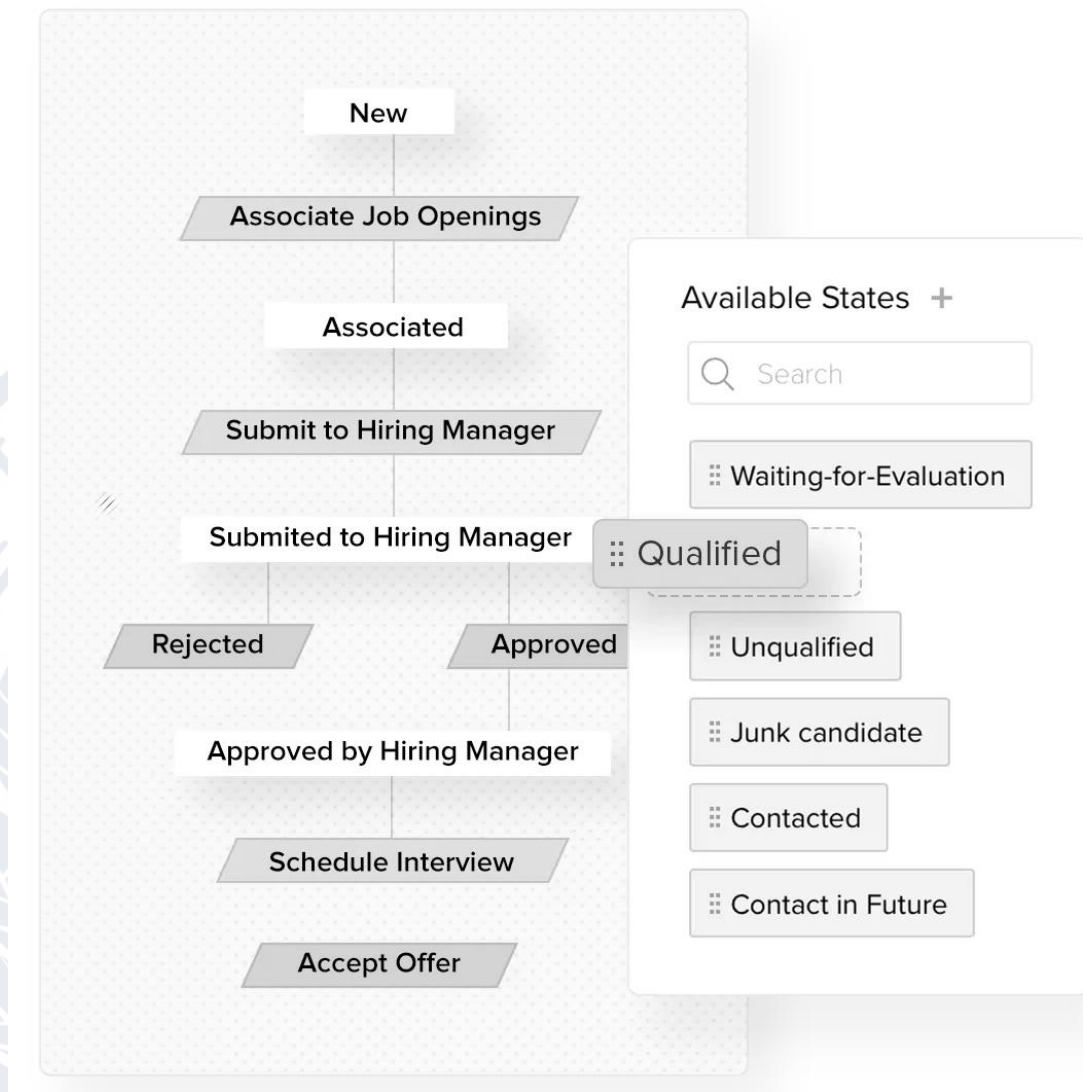 New
Associate Job Openings
Associated
Submit to Hiring Manager
Submited to Hiring Manager
Rejected
Approved
Approved by Hiring Manager
Schedule Interview
Accept Offer
Available States +
Search
Waiting-for-Evaluation
Qualified
Unqualified
Junk candidate
Contacted
Contact in Future